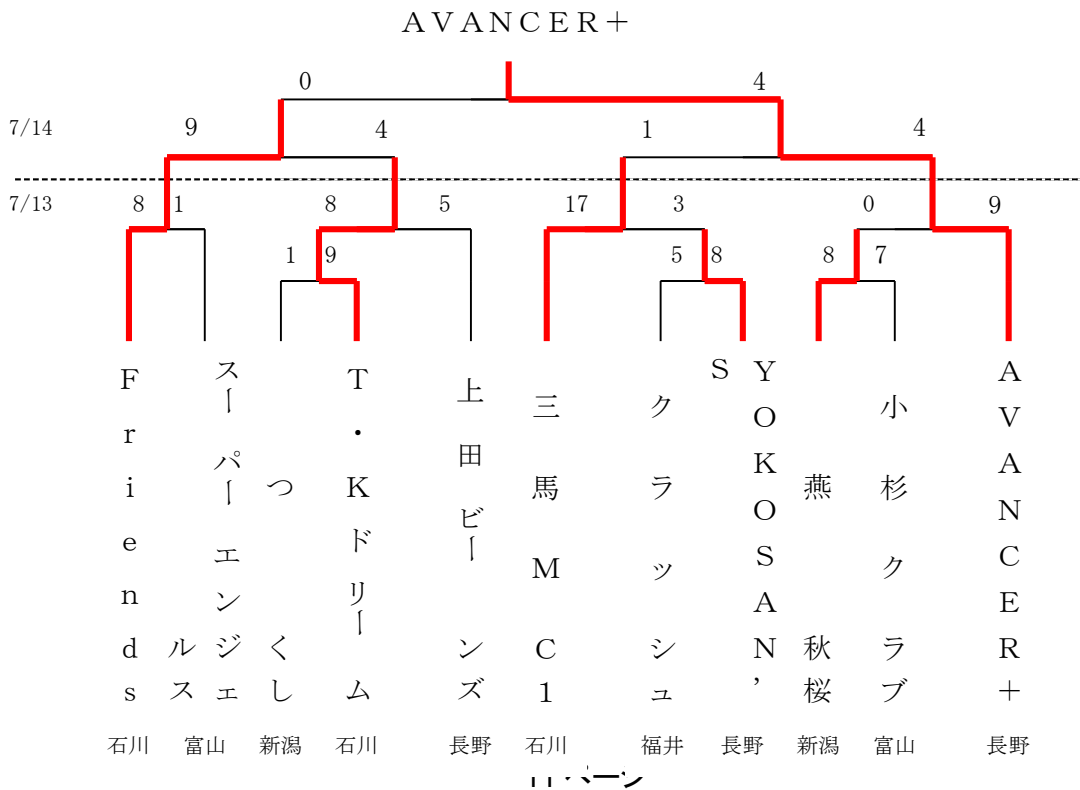 AVANCER+
0 4
7/14 9 4 1 4
7/13 8 1 8 5 17 3 0 9
1 9 5 8 8 7
Friends
スーパーエンジェルス
つくし
T・Kドリーム
上田ビーンズ
三馬MC1
クラッシュ
YOKOSAN’S
燕秋桜
小杉クラブ
AVANCER+
石川 富山 新潟 石川 長野 石川 福井 長野 新潟 富山 長野